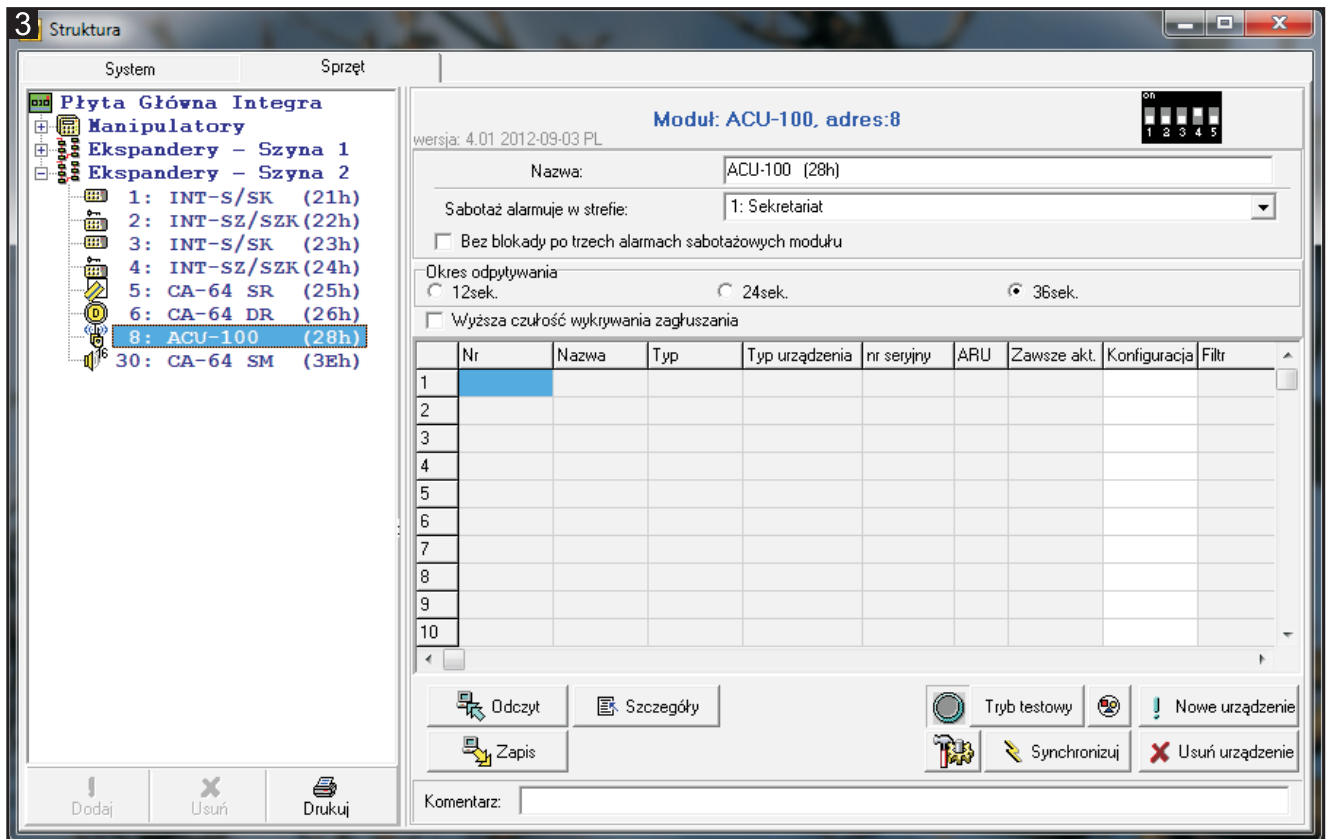 3
Struktura
System Sprzęt
Płyta Główna Integra
Manipulatory
Ekspandery – Szyna 1
Ekspandery – Szyna 2
1: INT-S/SK (21h)
2: INT-SZ/SZK(22h)
3: INT-S/SK (23h)
4: INT-SZ/SZK(24h)
5: CA-64 SR (25h)
6: CA-64 DR (26h)
8: ACU-100 (28h)
30: CA-64 SM (3Eh)
Dodaj Usuń Drukuj
Moduł: ACU-100, adres:8
on
1 2 3 4 5
wersja: 4.01 2012-09-03 PL
Nazwa: ACU-100 (28h)
Sabotaż alarmuje w strefie: 1: Sekretariat
Bez blokady po trzech alarmach sabotażowych modułu
Okres odpytywania
12sek. 24sek. 36sek.
Wyższa czułość wykrywania zagłuszania
Nr Nazwa Typ Typ urządzenia nr seryjny ARU Zawsze akt. Konfiguracja Filtr
1
2
3
4
5
6
7
8
9
10
Odczyt Szczegóły Tryb testowy Nowe urządzenie
Zapis Synchronizuj Usuń urządzenie
Komentarz: